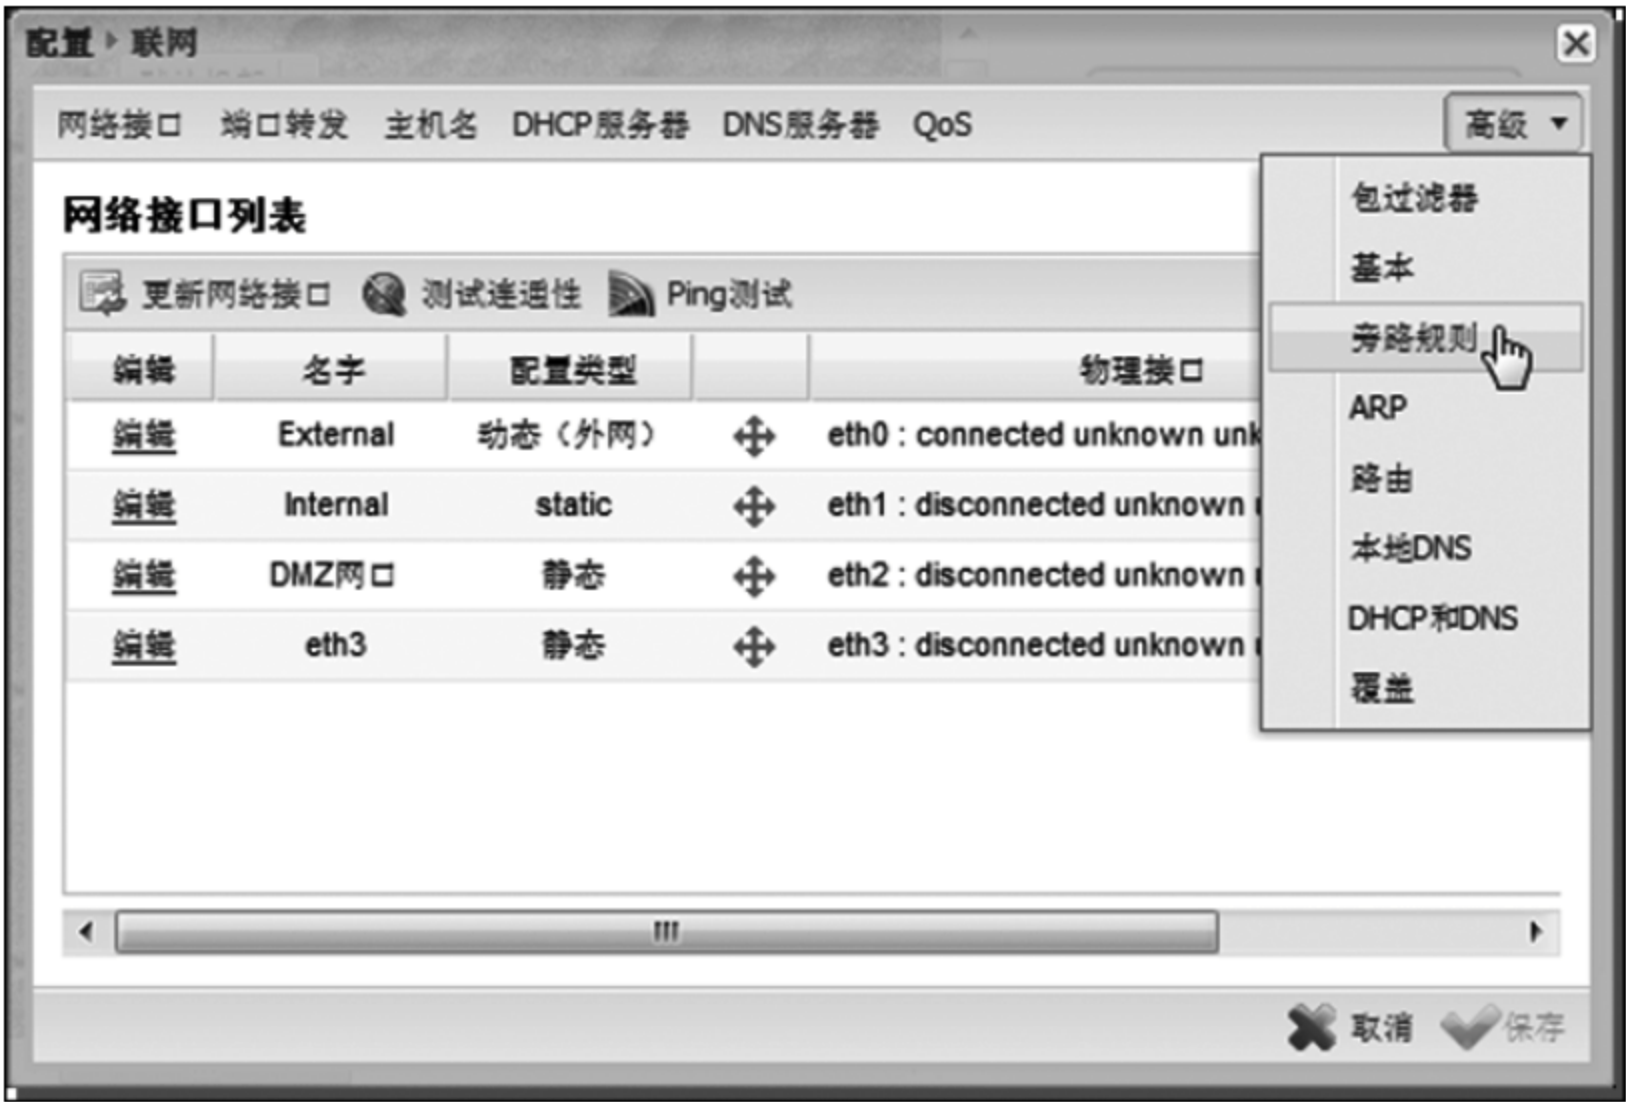 配置 联网
网络接口 端口转发 主机名 DHCP服务器 DNS服务器 QoS 高级
包过滤器
基本
旁路规则
ARP
路由
本地DNS
DHCP和DNS
覆盖
网络接口列表
更新网络接口 测试连通性 Ping测试
编辑 名字 配置类型 物理接口
编辑 External 动态（外网） eth0 : connected unknown unk
编辑 Internal static eth1 : disconnected unknown
编辑 DMZ网口 静态 eth2 : disconnected unknown
编辑 eth3 静态 eth3 : disconnected unknown
取消 保存